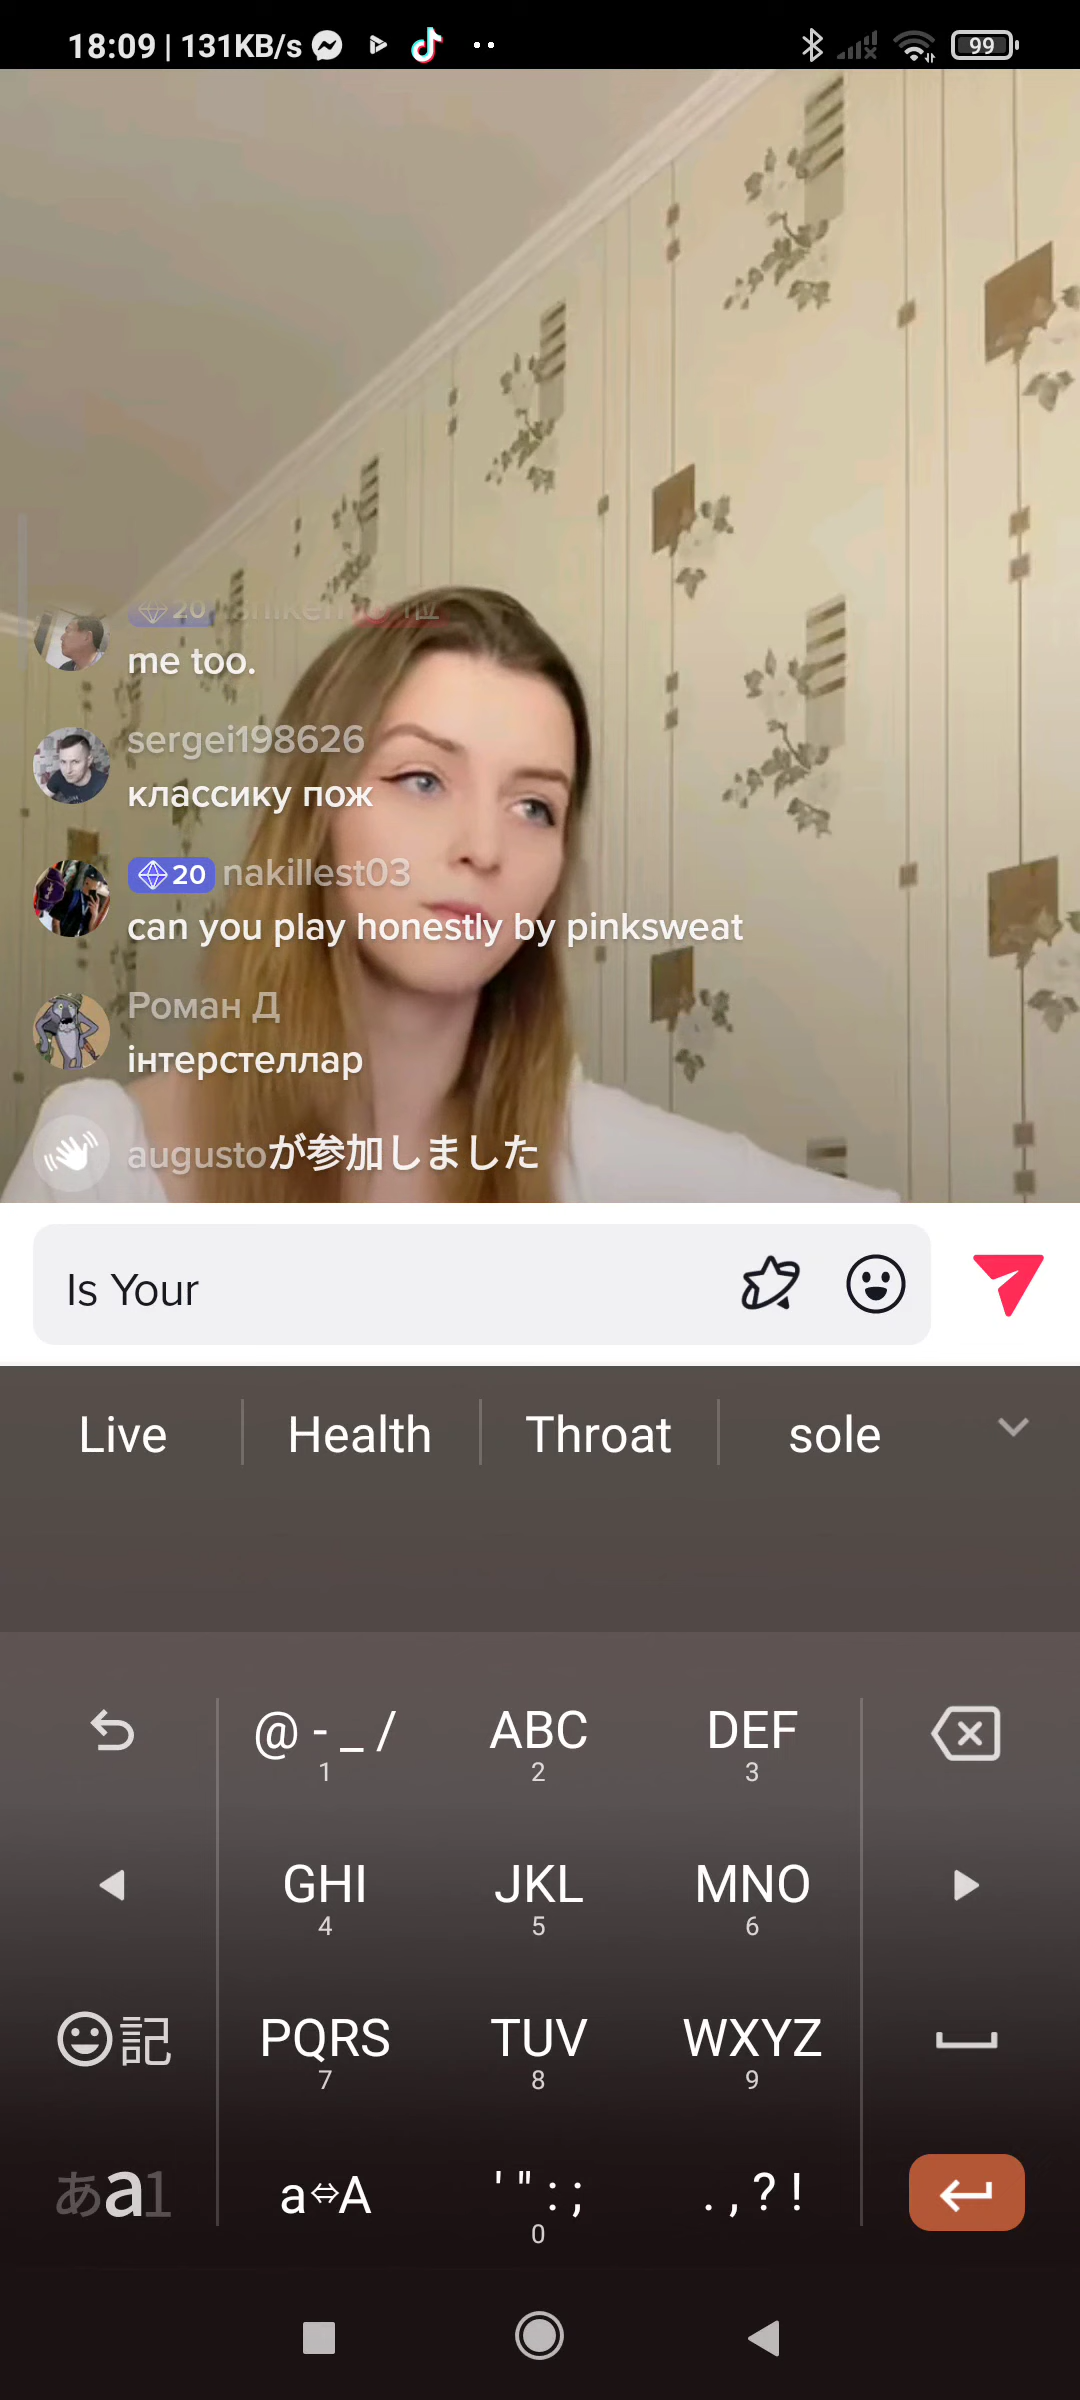 18:09 | 131KB/s
99
20
me too.
sergei198626
классику пож
20 nakillest03
can you play honestly by pinksweat
Роман Д
інтерстеллар
augustoが参加しました
Is Your
Live Health Throat sole
@ - _ / ABC DEF
1 2 3
GHI JKL MNO
4 5 6
記 PQRS TUV WXYZ
7 8 9
あa1 a⇔A ' " : ; . , ? !
0